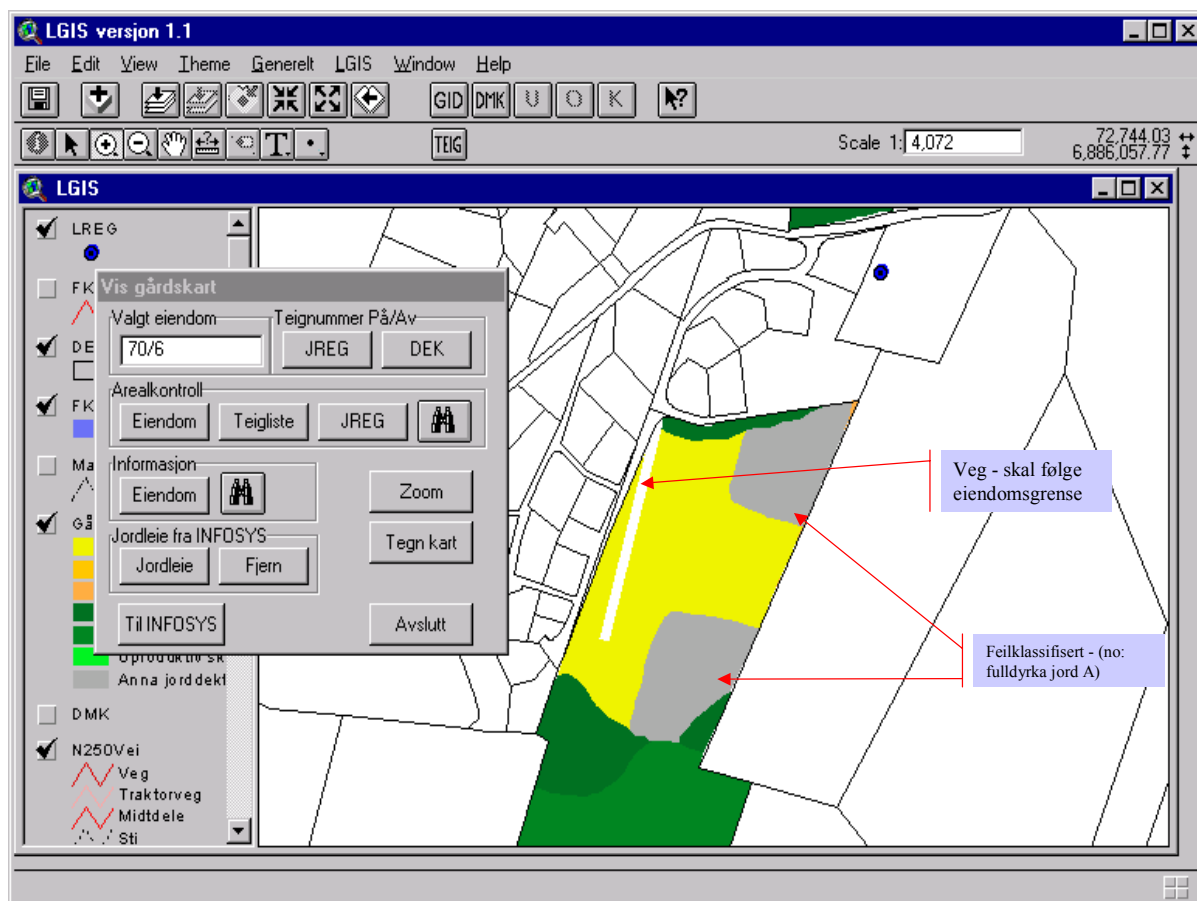 LGIS versjon 1.1
File Edit View Theme Generelt LGIS Window Help
GID DMK U O K
TEIG
Scale 1: 4,072
72,744.03
6,886,057.77
LGIS
LREG
FK
DE
FK
Ma
Gå
Uproduktiv sk
Anna jorddekt
DMK
N250Vei
Veg
Traktorveg
Midtdele
Sti
Vis gårdskart
Valgt eiendom
70/6
Teignummer På/Av
JREG DEK
Arealkontroll
Eiendom Teigliste JREG
Informasjon
Eiendom
Zoom
Jordleie fra INFOSYS
Jordleie Fjern
Tegn kart
Til INFOSYS
Avslutt
Veg - skal følge
eiendomsgrense
Feilklassifisert - (no:
fulldyrka jord A)